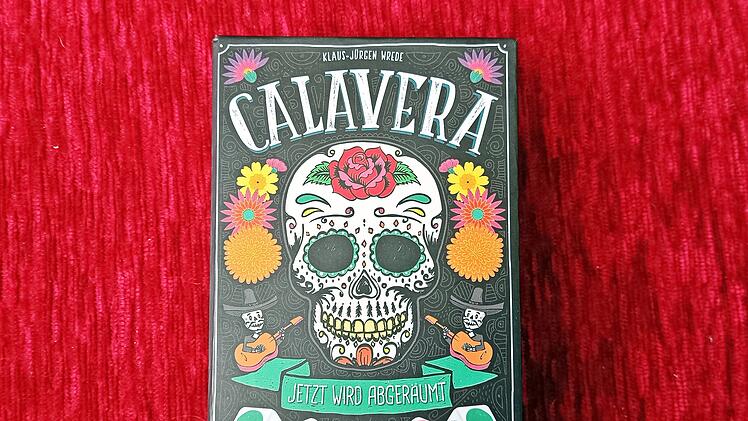 KLAUS-JÜRGEN WREDE
CALAVERA
JETZT WIRD ABGERÄUMT